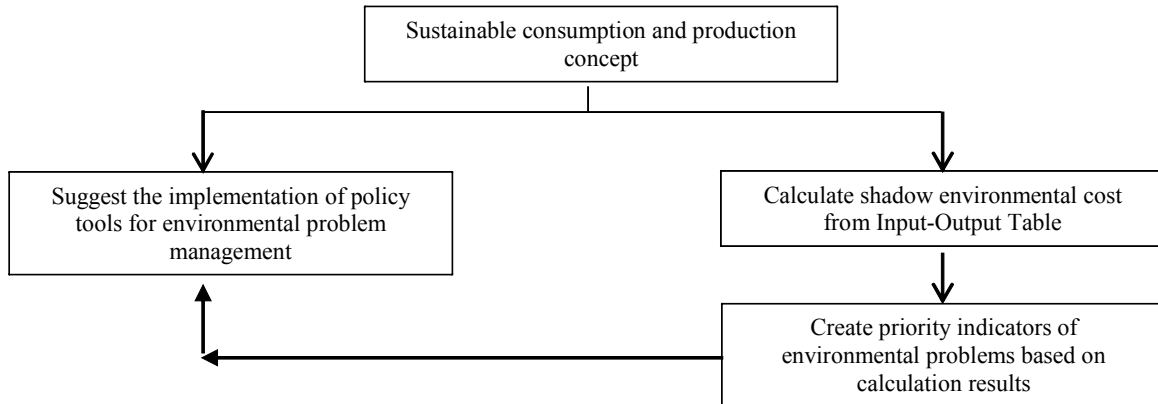 Sustainable consumption and production
concept
Suggest the implementation of policy
tools for environmental problem
management
Calculate shadow environmental cost
from Input-Output Table
Create priority indicators of
environmental problems based on
calculation results